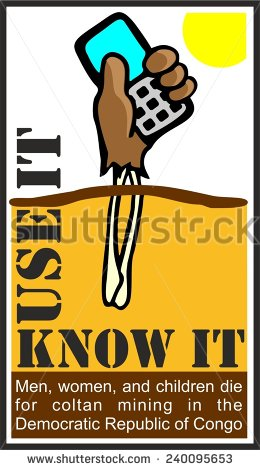 USE IT
KNOW IT
Men, women, and children die
for coltan mining in the
Democratic Republic of Congo
shutterstock
www.shutterstock.com · 240095653